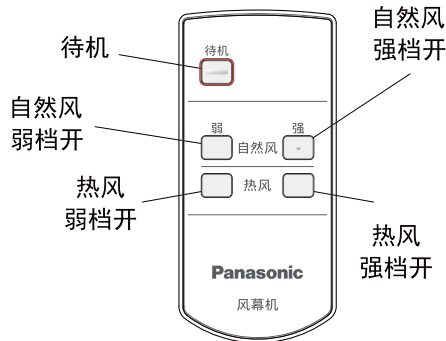 自然风
强档开
待机
待机
自然风
弱档开
弱
强
自然风
热风
热风
弱档开
热风
强档开
Panasonic
风幕机